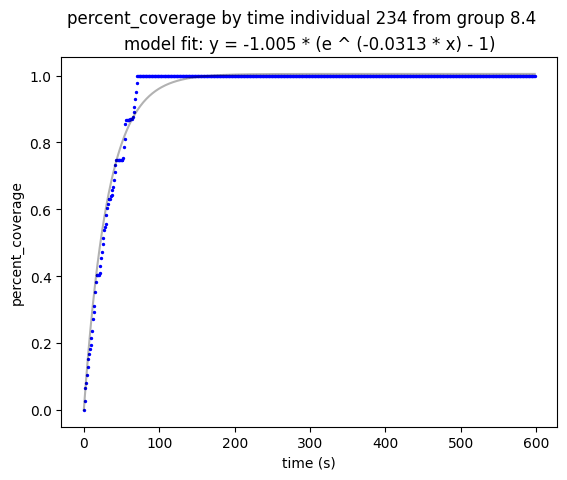 percent_coverage by time individual 234 from group 8.4
model fit: y = -1.005 * (e ^ (-0.0313 * x) - 1)
1.0
0.8
0.6
0.4
0.2
0.0
percent_coverage
0 100 200 300 400 500 600
time (s)